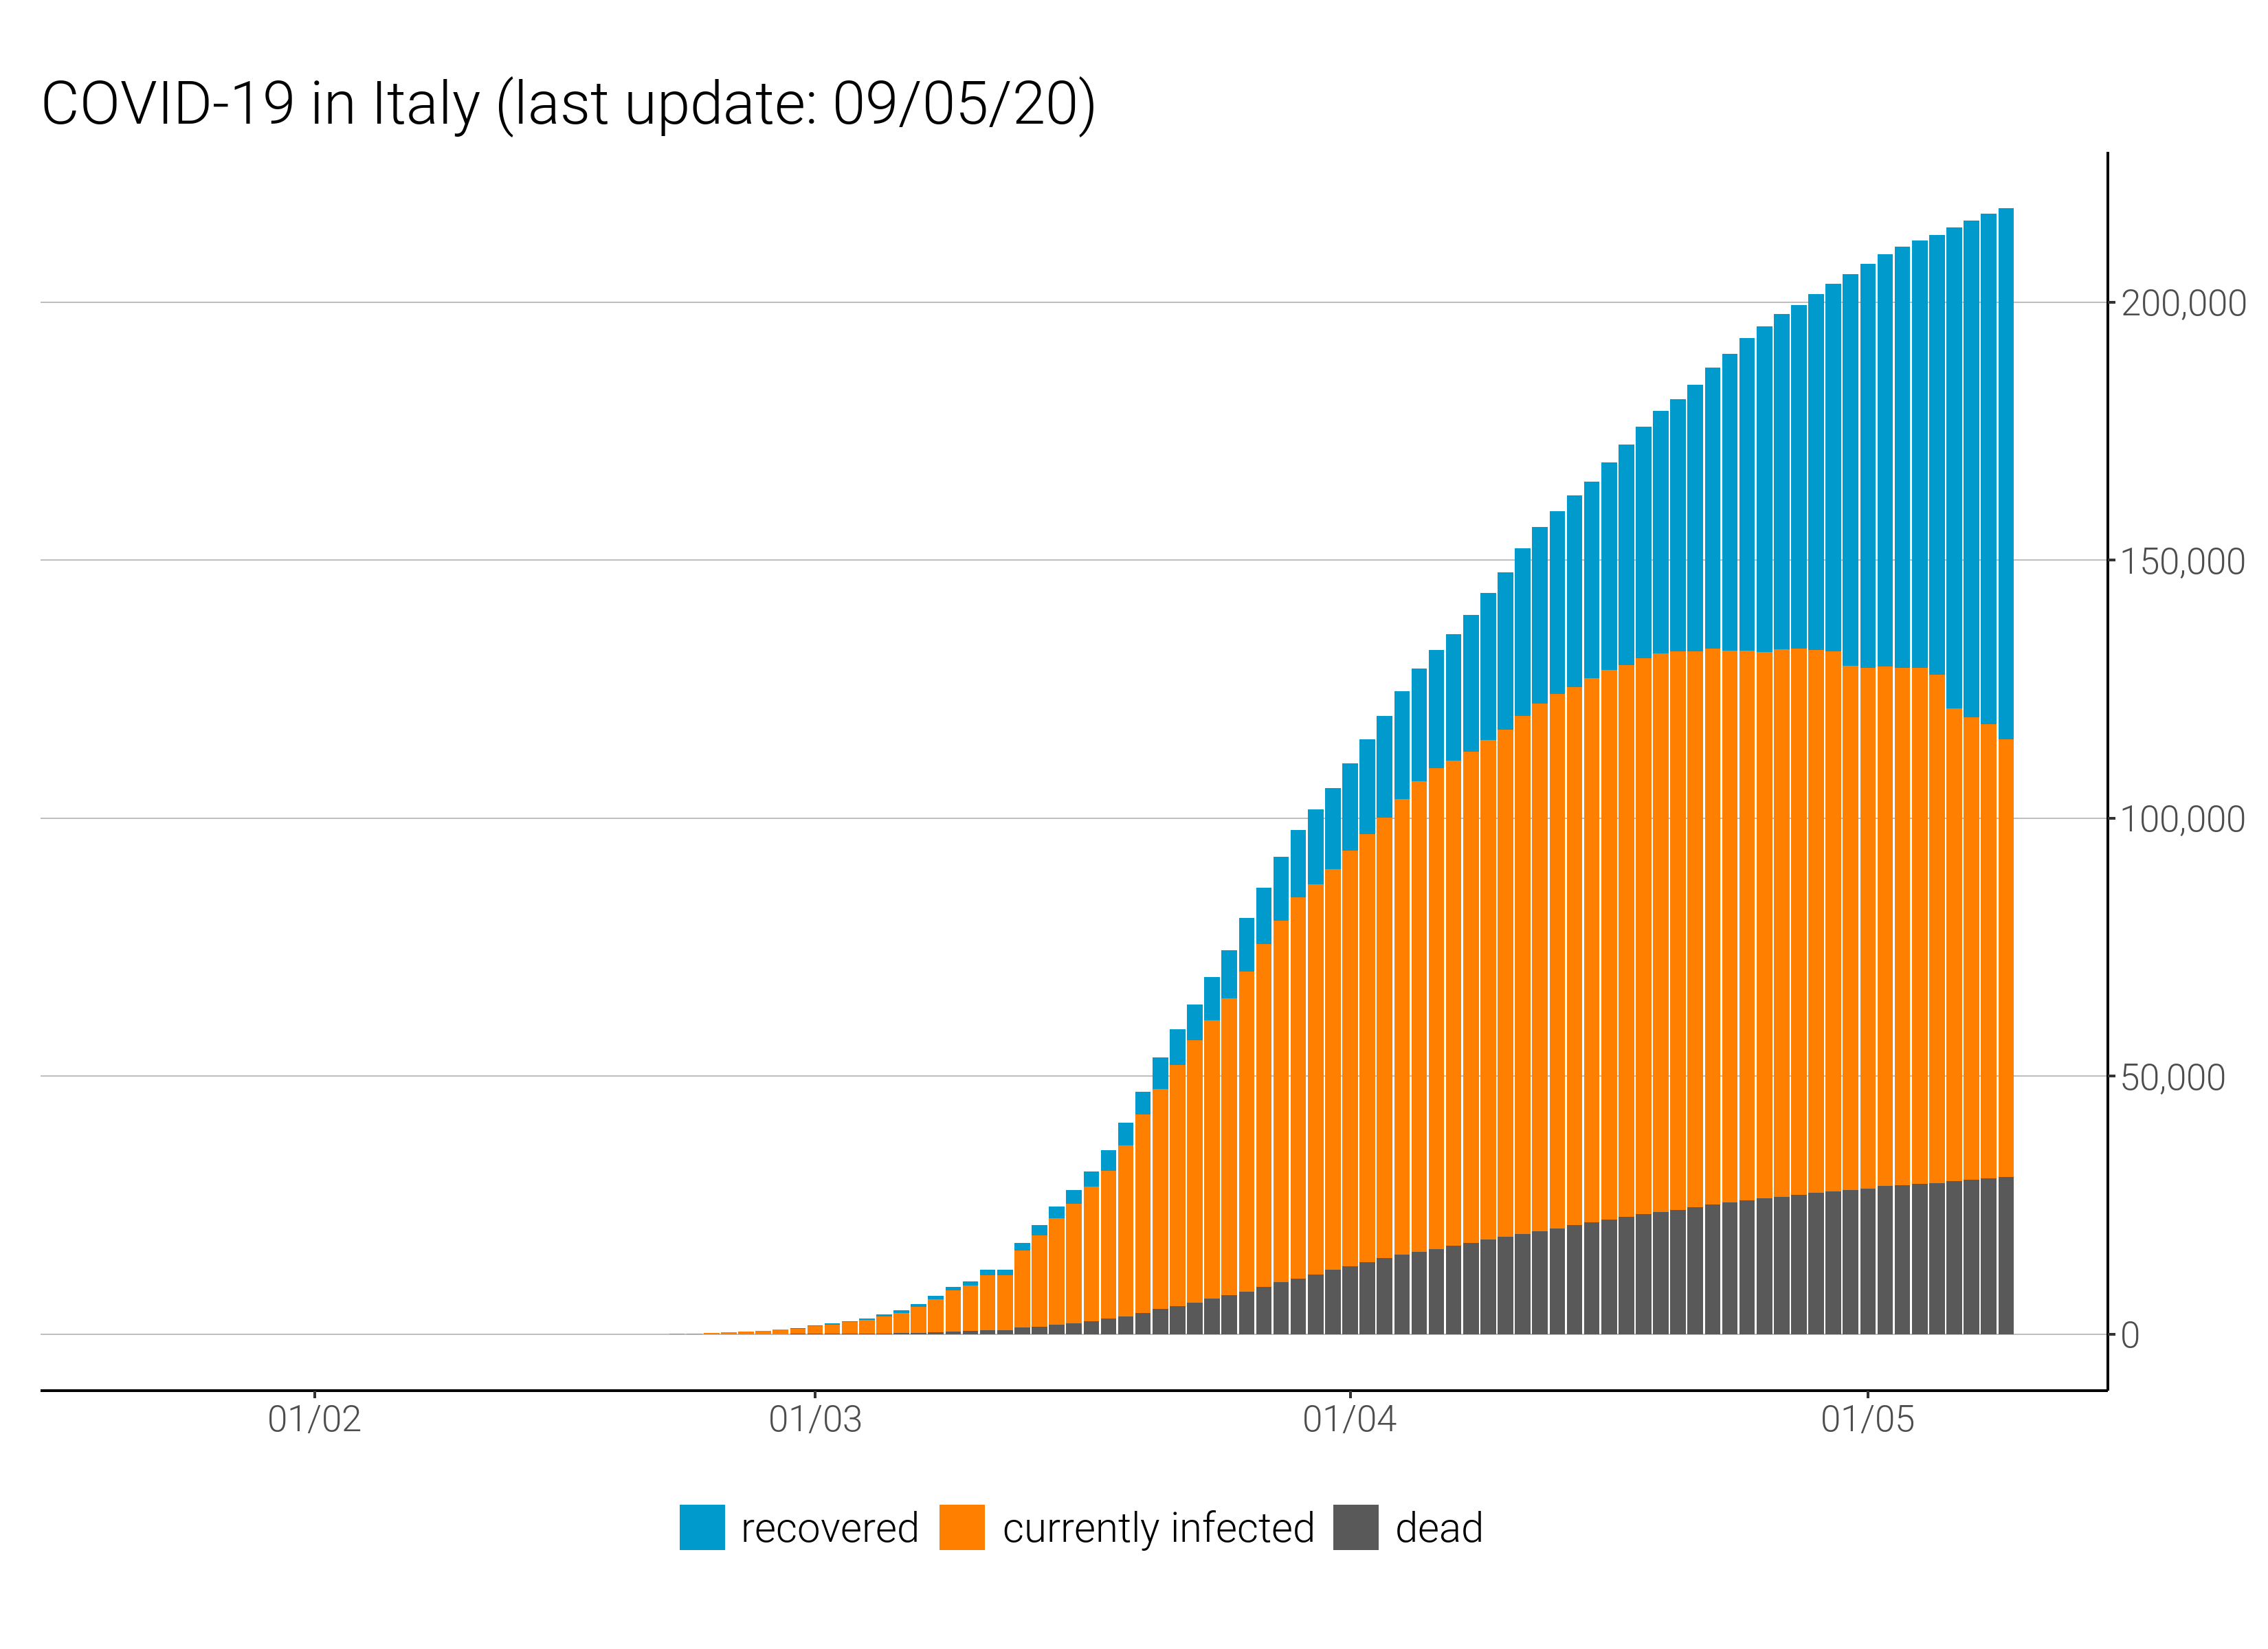 COVID-19 in Italy (last update: 09/05/20)
200,000
150,000
100,000
50,000
0
01/02 01/03 01/04 01/05
recovered currently infected dead